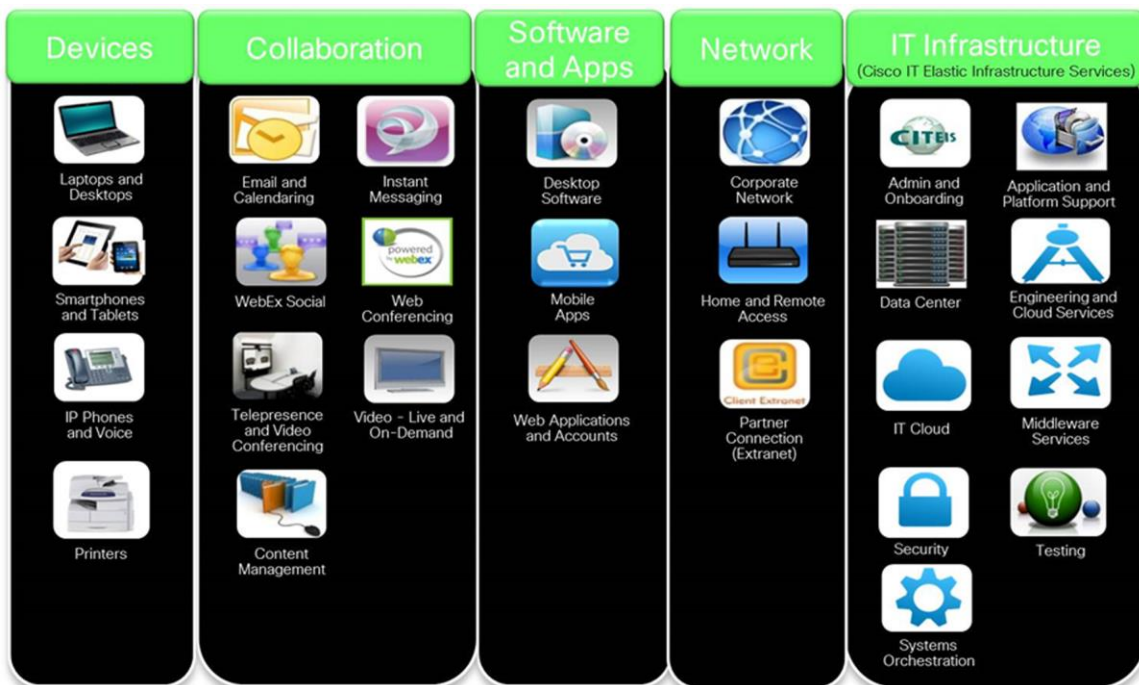 Devices
Laptops and
Desktops
Smartphones
and Tablets
IP Phones
and Voice
Printers
Collaboration
Email and
Calendaring
Instant
Messaging
WebEx Social
powered
by webex
Web
Conferencing
Telepresence
and Video
Conferencing
Video - Live and
On-Demand
Content
Management
Software
and Apps
Desktop
Software
Mobile
Apps
Web Applications
and Accounts
Network
Corporate
Network
Home and Remote
Access
Client Extranet
Partner
Connection
(Extranet)
IT Infrastructure
(Cisco IT Elastic Infrastructure Services)
CITEIS
Admin and
Onboarding
Application and
Platform Support
Data Center
Engineering and
Cloud Services
IT Cloud
Middleware
Services
Security
Testing
Systems
Orchestration